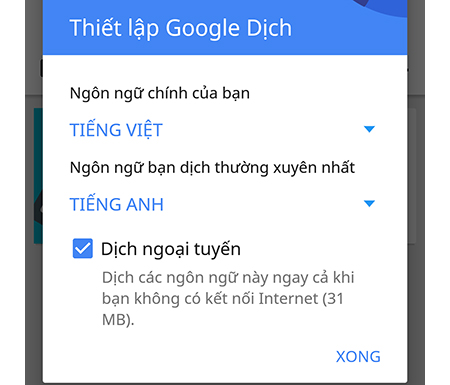 Thiết lập Google Dịch
Ngôn ngữ chính của bạn
TIẾNG VIỆT
Ngôn ngữ bạn dịch thường xuyên nhất
TIẾNG ANH
Dịch ngoại tuyến
Dịch các ngôn ngữ này ngay cả khi
bạn không có kết nối Internet (31
MB).
XONG